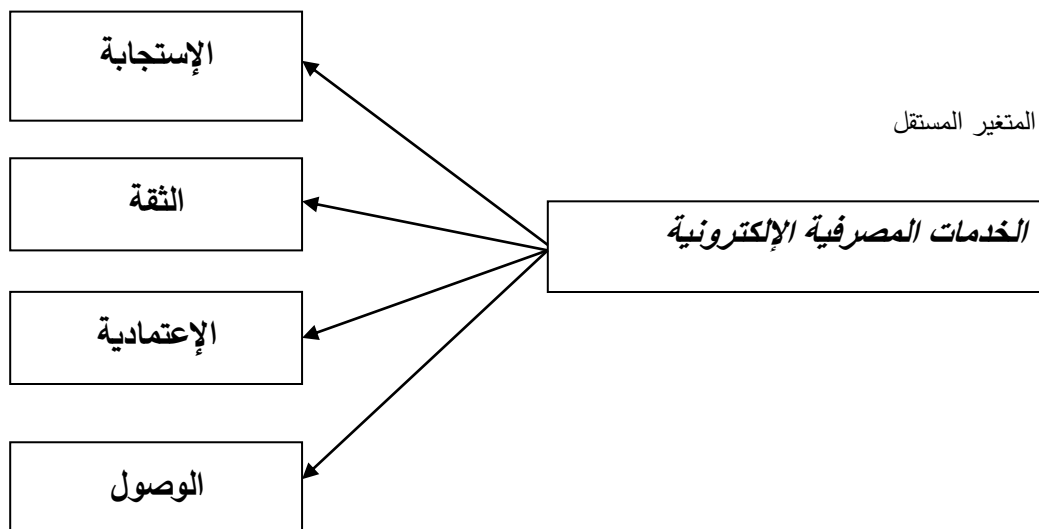 المتغير المستقل
الخدمات المصرفية الإلكترونية
الإستجابة
الثقة
الإعتمادية
الوصول